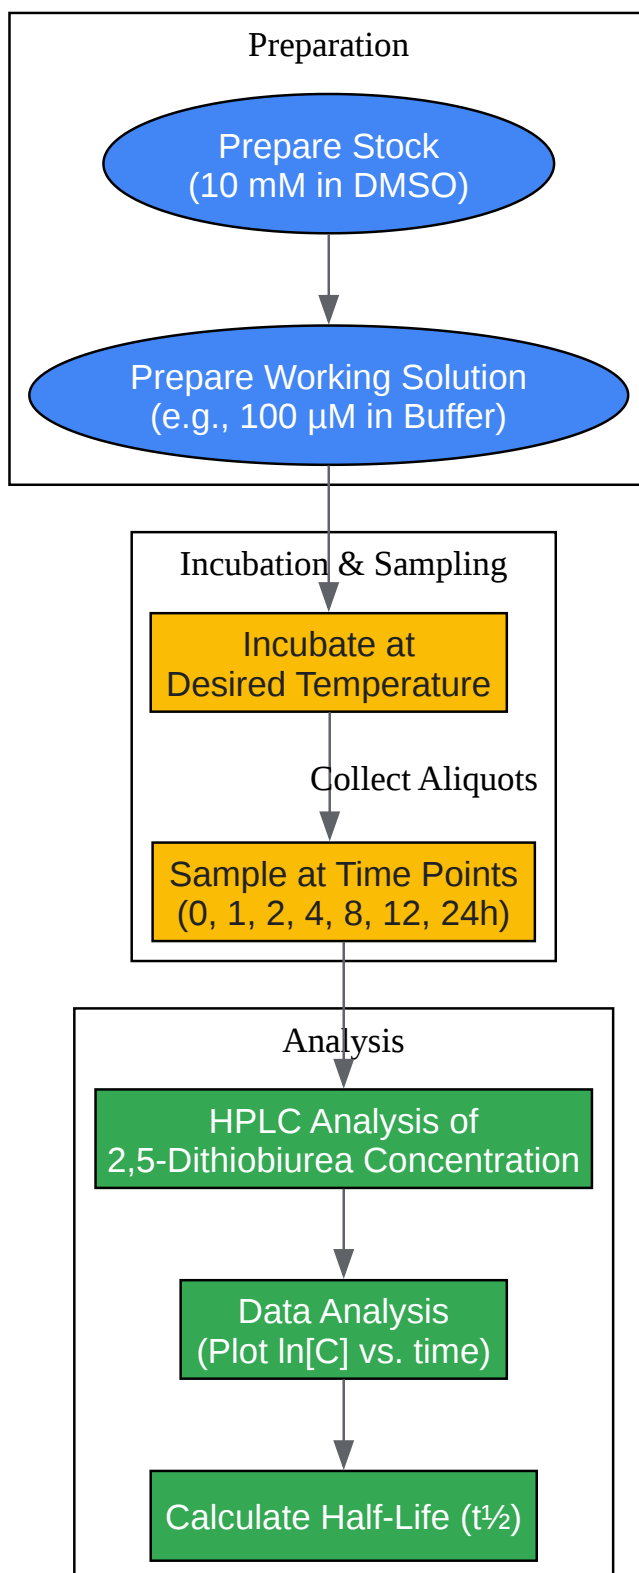 Preparation
Prepare Stock
(10 mM in DMSO)
Prepare Working Solution
(e.g., 100 µM in Buffer)
Incubation & Sampling
Incubate at
Desired Temperature
Collect Aliquots
Sample at Time Points
(0, 1, 2, 4, 8, 12, 24h)
Analysis
HPLC Analysis of
2,5-Dithiobiurea Concentration
Data Analysis
(Plot ln[C] vs. time)
Calculate Half-Life (t½)